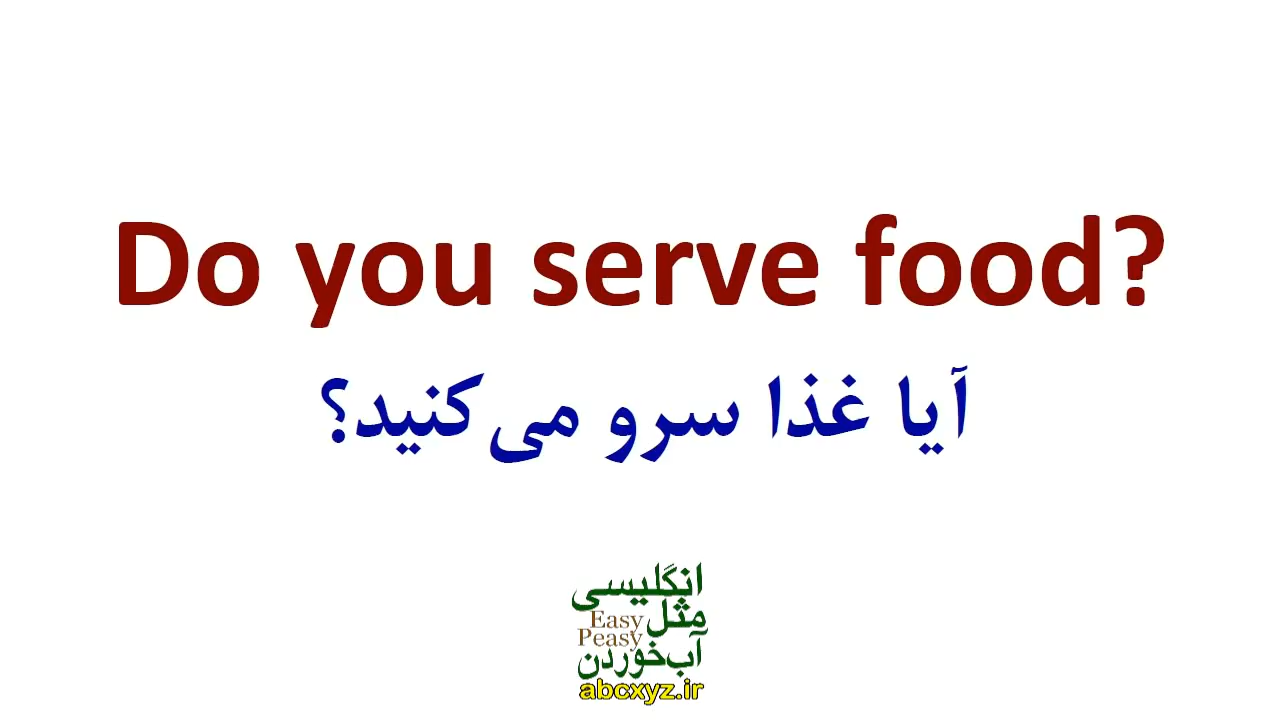 Do you serve food?
آیا غذا سرو می‌کنید؟
انگلیسی
مثل
Easy
Peasy
آب‌خوردن
abcxyz.ir